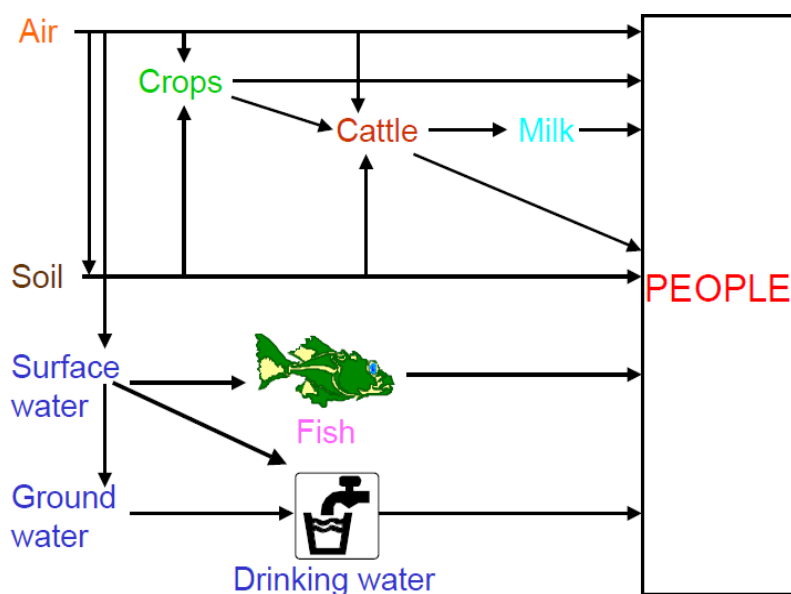 Air
Crops
Cattle
Milk
Soil
PEOPLE
Surface
water
Fish
Ground
water
Drinking water